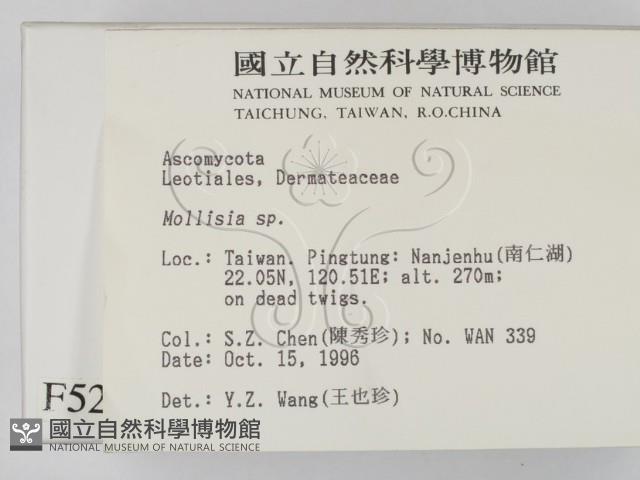 國立自然科學博物館
NATIONAL MUSEUM OF NATURAL SCIENCE
TAICHUNG, TAIWAN, R.O.CHINA
Ascomycota
Leotiales, Dermateaceae
Mollisia sp.
Loc.: Taiwan. Pingtung: Nanjenhu(南仁湖)
22.05N, 120.51E; alt. 270m;
on dead twigs.
Col.: S.Z. Chen(陳秀珍); No. WAN 339
Date: Oct. 15, 1996
Det.: Y.Z. Wang(王也珍)
F52
國立自然科學博物館
NATIONAL MUSEUM OF NATURAL SCIENCE